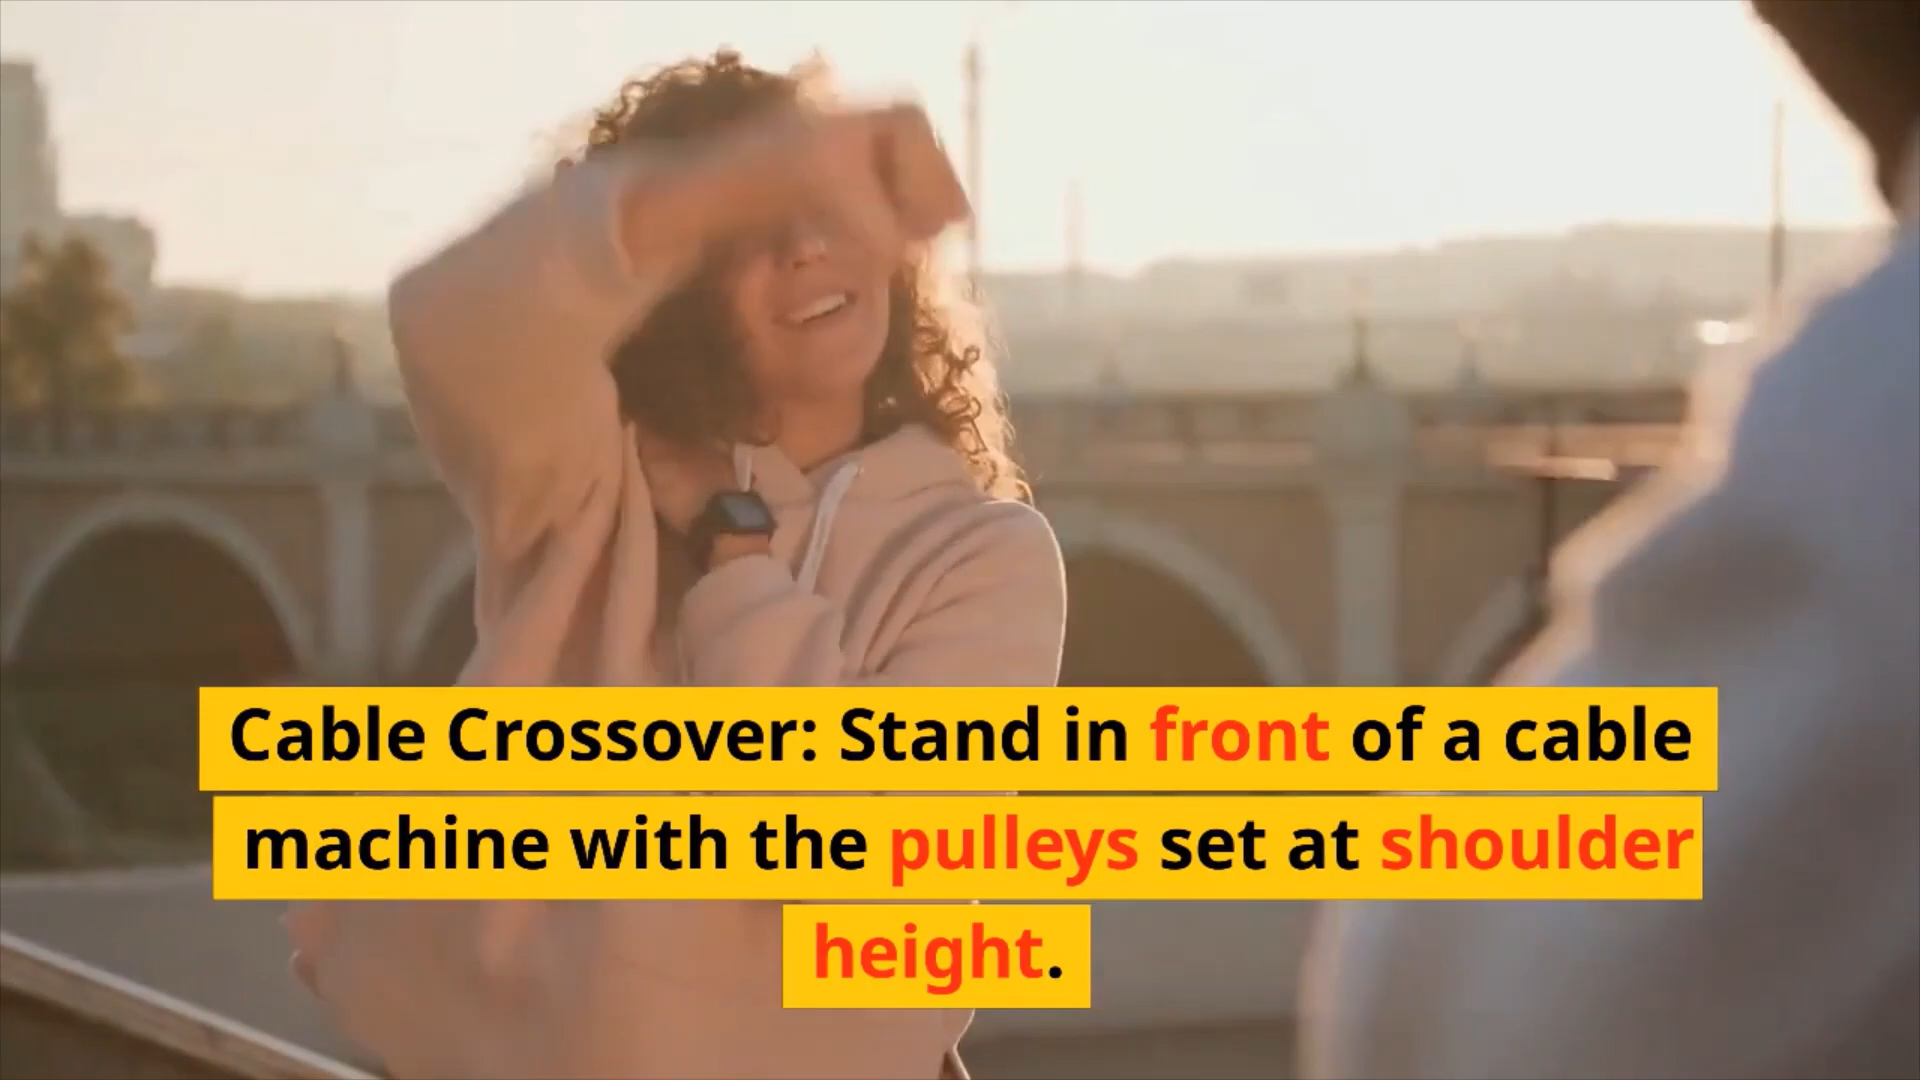 Cable Crossover: Stand in front of a cable
machine with the pulleys set at shoulder
height.